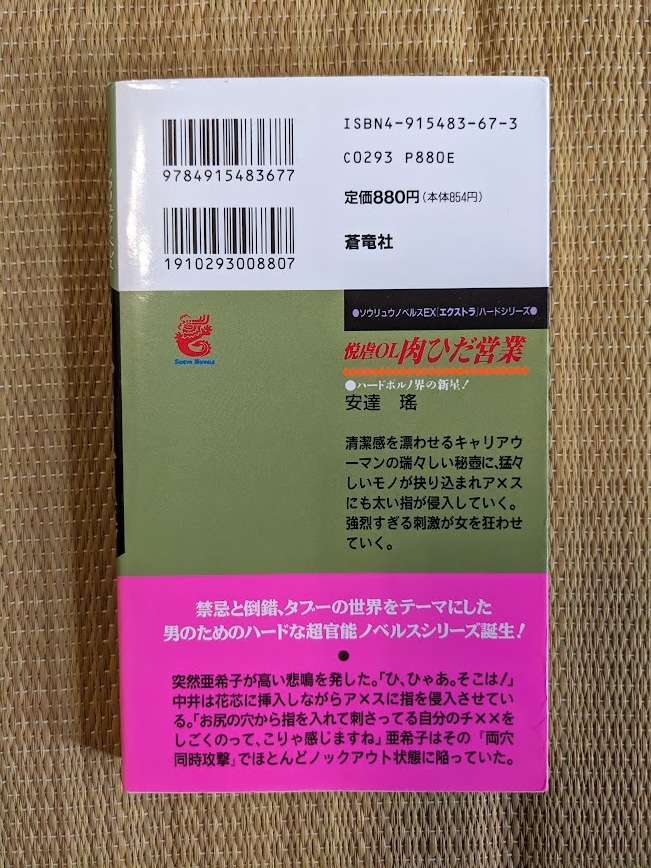 ISBN4-915483-67-3
9784915483677
C0293 P880E
定価880円(本体854円)
1910293008807
蒼竜社
●ソウリュウノベルスEX[エクストラ]ハードシリーズ●
悦虐OL肉ひだ営業
●ハードポルノ界の新星!
安達 瑤
清潔感を漂わせるキャリアウ
ーマンの瑞々しい秘壺に、猛々
しいモノが抉り込まれア×ス
にも太い指が侵入していく。
強烈すぎる刺激が女を狂わせ
ていく。
禁忌と倒錯、タブーの世界をテーマにした
男のためのハードな超官能ノベルスシリーズ誕生!
●
突然亜希子が高い悲鳴を発した。「ひ、ひゃあ。そこは!」
中井は花芯に挿入しながらア×スに指を侵入させてい
る。「お尻の穴から指を入れて刺さってる自分のチ××を
しごくのって、こりゃ感じますね」亜希子はその『両穴
同時攻撃』でほとんどノックアウト状態に陥っていた。